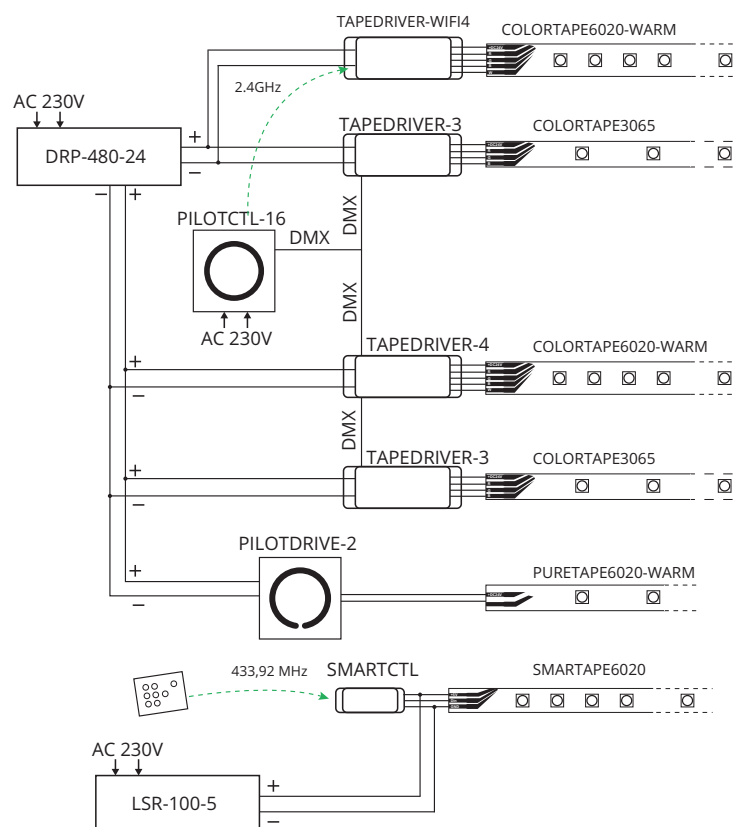 TAPEDRIVER-WIFI4
COLORTAPE6020-WARM
2.4GHz
AC 230V
TAPEDRIVER-3
COLORTAPE3065
DRP-480-24
+
−
− +
PILOTCTL-16
DMX
DMX
DMX
AC 230V
TAPEDRIVER-4
COLORTAPE6020-WARM
+
−
DMX
TAPEDRIVER-3
COLORTAPE3065
+
−
PILOTDRIVE-2
PURETAPE6020-WARM
+
−
433,92 MHz
SMARTCTL
SMARTAPE6020
AC 230V
LSR-100-5
+
−